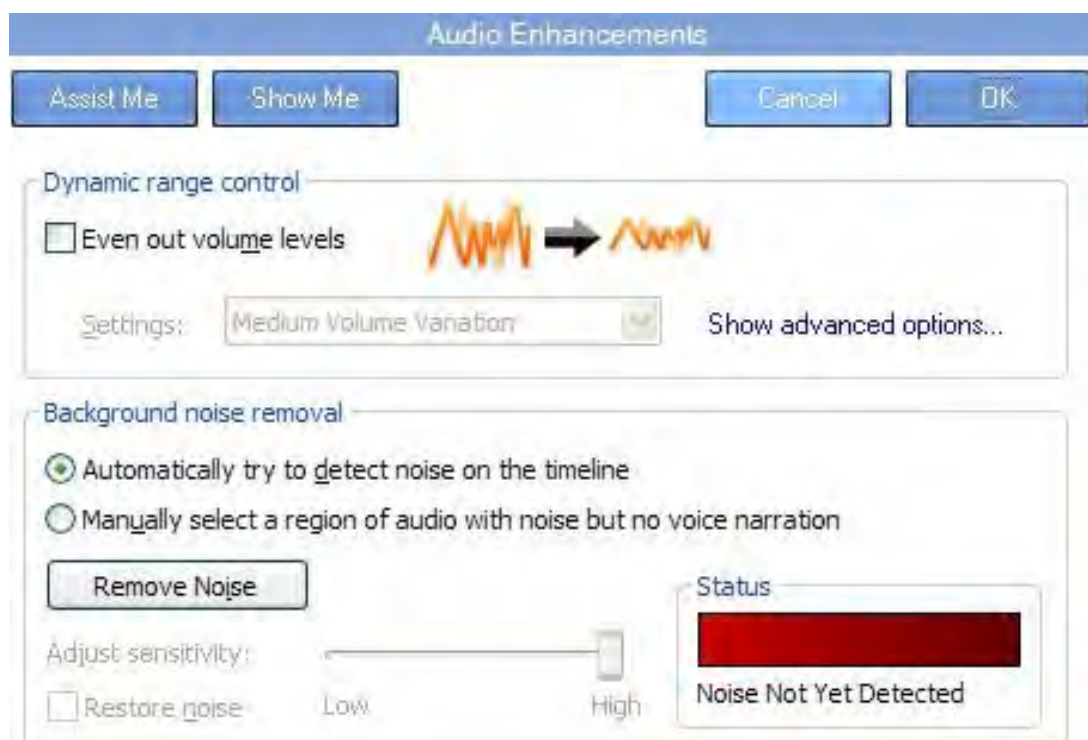 Audio Enhancements
Assist Me Show Me Cancel OK
Dynamic range control
Even out volume levels
Settings: Medium Volume Variation Show advanced options...
Background noise removal
Automatically try to detect noise on the timeline
Manually select a region of audio with noise but no voice narration
Remove Noise
Status
Adjust sensitivity:
Noise Not Yet Detected
Restore noise Low High